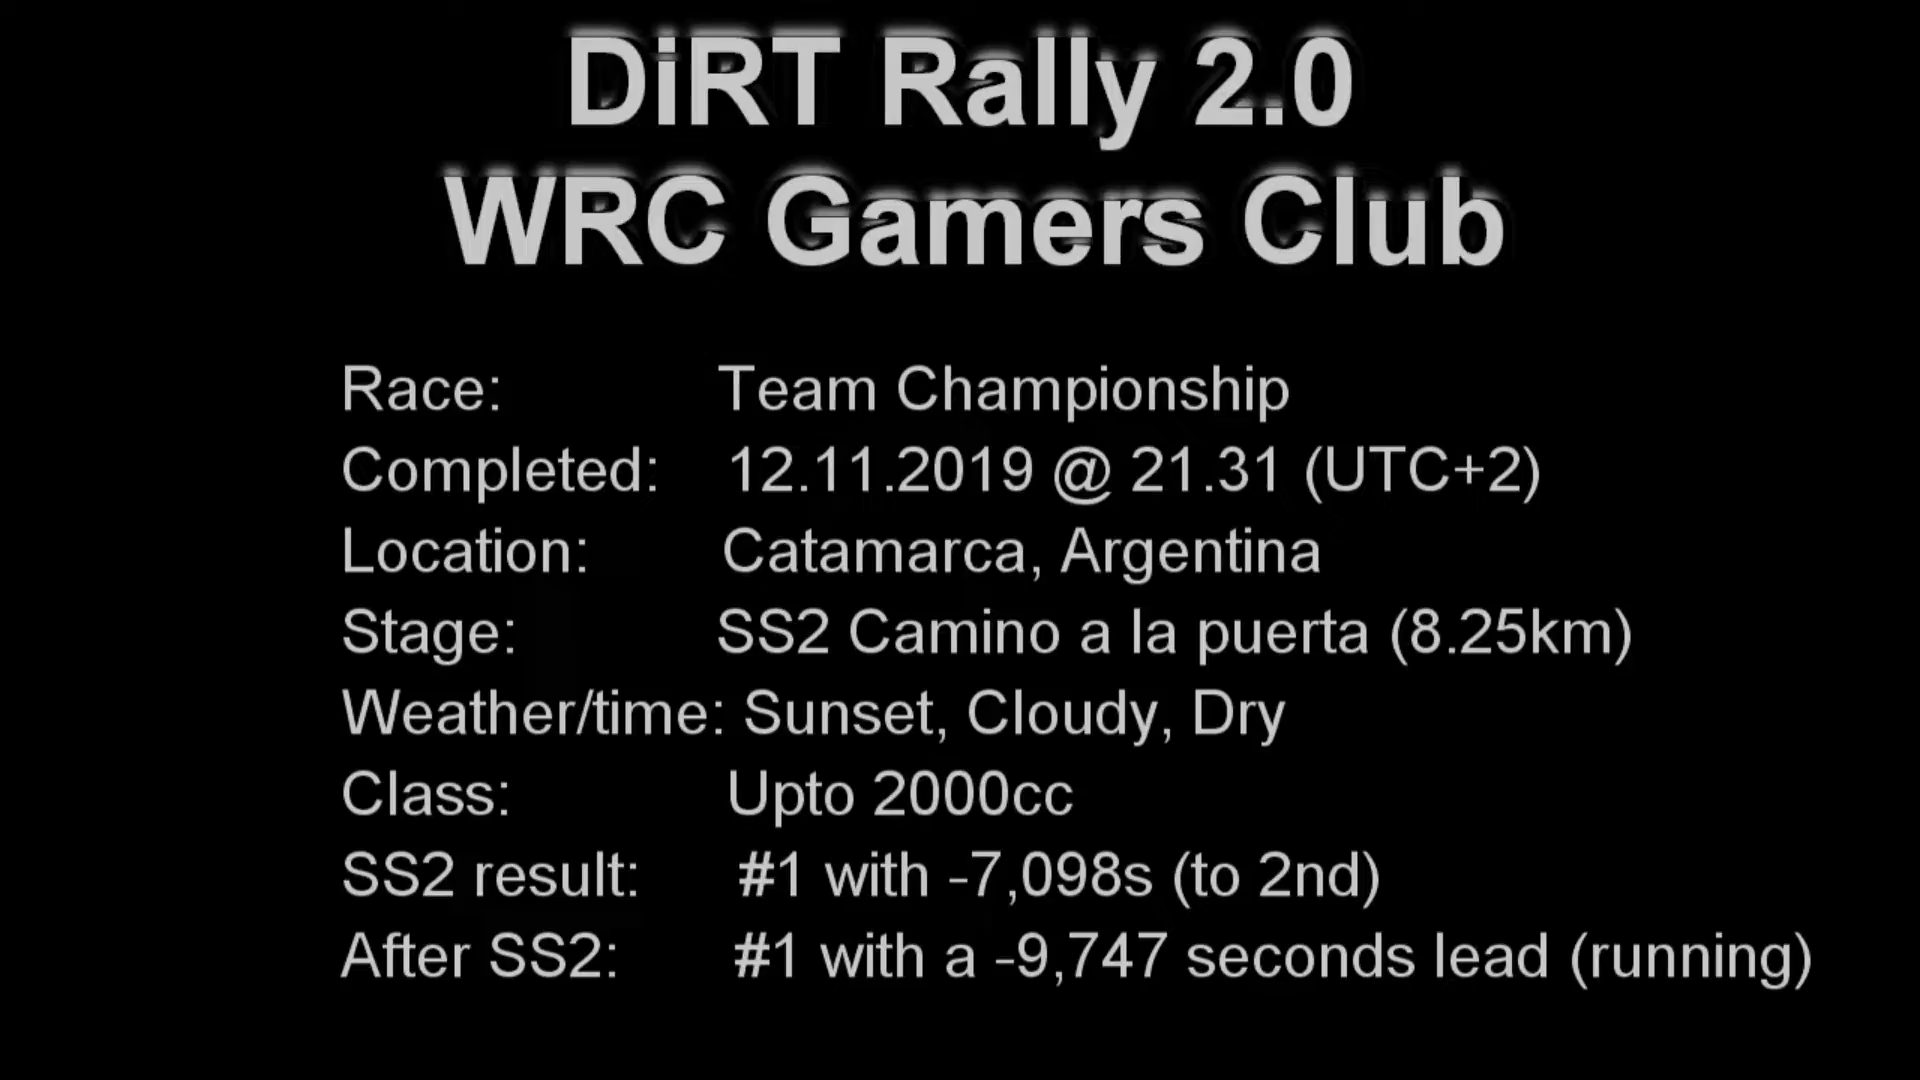 DiRT Rally 2.0
WRC Gamers Club
Race: Team Championship
Completed: 12.11.2019 @ 21.31 (UTC+2)
Location: Catamarca, Argentina
Stage: SS2 Camino a la puerta (8.25km)
Weather/time: Sunset, Cloudy, Dry
Class: Upto 2000cc
SS2 result: #1 with -7,098s (to 2nd)
After SS2: #1 with a -9,747 seconds lead (running)